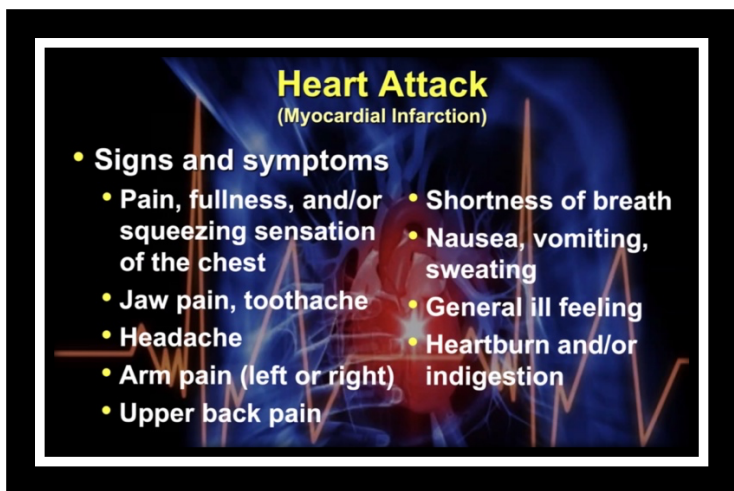 Heart Attack
(Myocardial Infarction)
• Signs and symptoms
• Pain, fullness, and/or
squeezing sensation
of the chest
• Jaw pain, toothache
• Headache
• Arm pain (left or right)
• Upper back pain
• Shortness of breath
• Nausea, vomiting,
sweating
• General ill feeling
• Heartburn and/or
indigestion